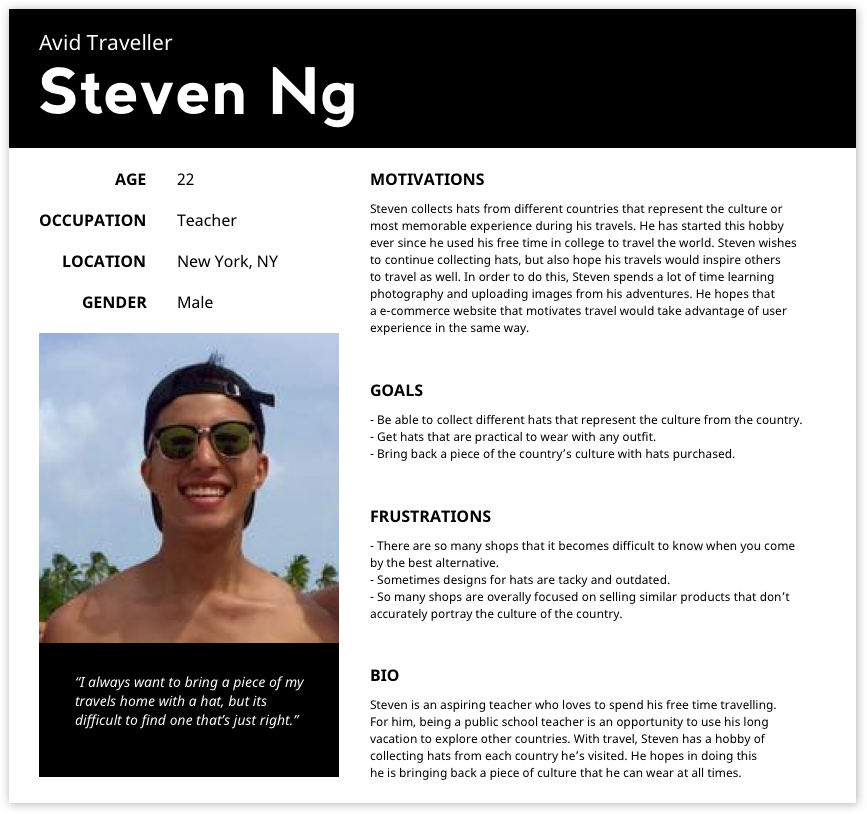 Avid Traveller
Steven Ng
AGE 22
OCCUPATION Teacher
LOCATION New York, NY
GENDER Male
“I always want to bring a piece of my
travels home with a hat, but its
difficult to find one that’s just right.”
MOTIVATIONS
Steven collects hats from different countries that represent the culture or
most memorable experience during his travels. He has started this hobby
ever since he used his free time in college to travel the world. Steven wishes
to continue collecting hats, but also hope his travels would inspire others
to travel as well. In order to do this, Steven spends a lot of time learning
photography and uploading images from his adventures. He hopes that
a e-commerce website that motivates travel would take advantage of user
experience in the same way.
GOALS
- Be able to collect different hats that represent the culture from the country.
- Get hats that are practical to wear with any outfit.
- Bring back a piece of the country’s culture with hats purchased.
FRUSTRATIONS
- There are so many shops that it becomes difficult to know when you come
by the best alternative.
- Sometimes designs for hats are tacky and outdated.
- So many shops are overally focused on selling similar products that don’t
accurately portray the culture of the country.
BIO
Steven is an aspiring teacher who loves to spend his free time travelling.
For him, being a public school teacher is an opportunity to use his long
vacation to explore other countries. With travel, Steven has a hobby of
collecting hats from each country he’s visited. He hopes in doing this
he is bringing back a piece of culture that he can wear at all times.